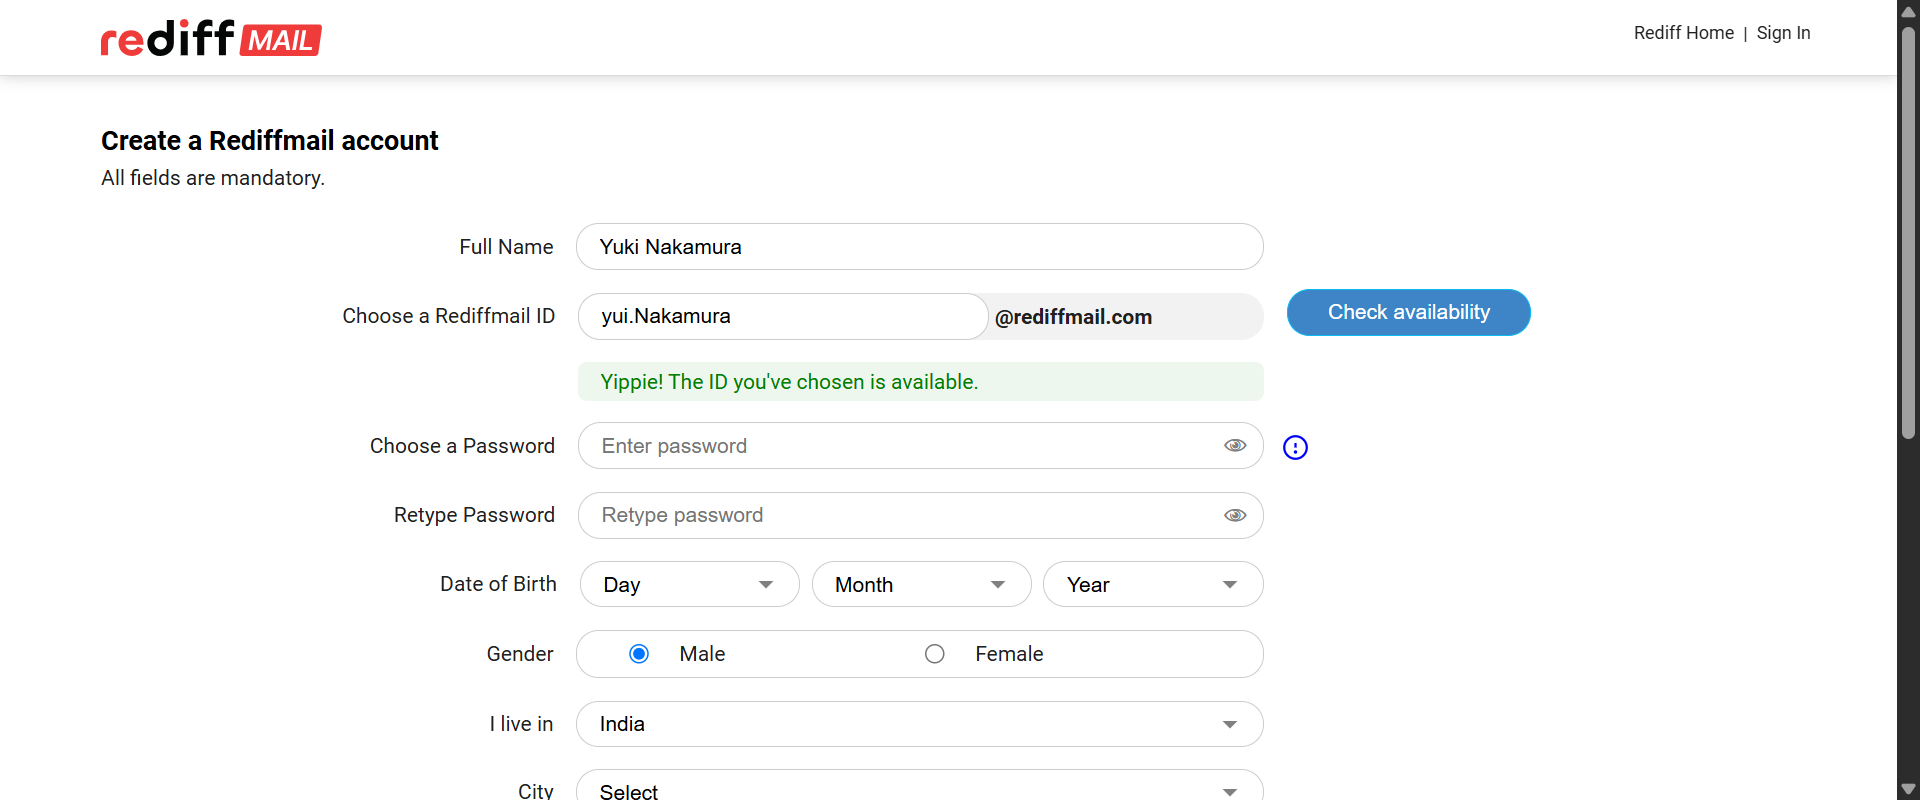 rediff MAIL
Rediff Home | Sign In
Create a Rediffmail account
All fields are mandatory.
Full Name
Yuki Nakamura
Choose a Rediffmail ID
yui.Nakamura
@rediffmail.com
Check availability
Yippie! The ID you've chosen is available.
Choose a Password
Enter password
Retype Password
Retype password
Date of Birth
Day
Month
Year
Gender
Male
Female
I live in
India
City
Select